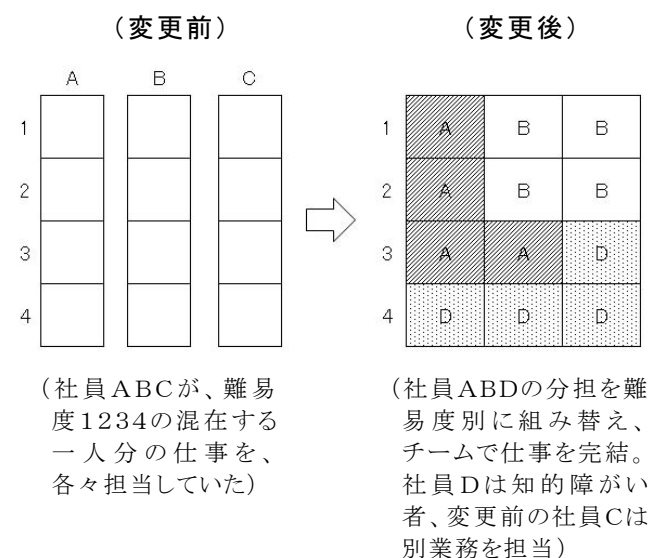 （変更前）
（変更後）
A B C
1
2
3
4
1 A B B
2 A B B
3 A A D
4 D D D
（社員ABCが、難易
度1234の混在する
一人分の仕事を、
各々担当していた）
（社員ABDの分担を難
易度別に組み替え、
チームで仕事を完結。
社員Dは知的障がい
者、変更前の社員Cは
別業務を担当）